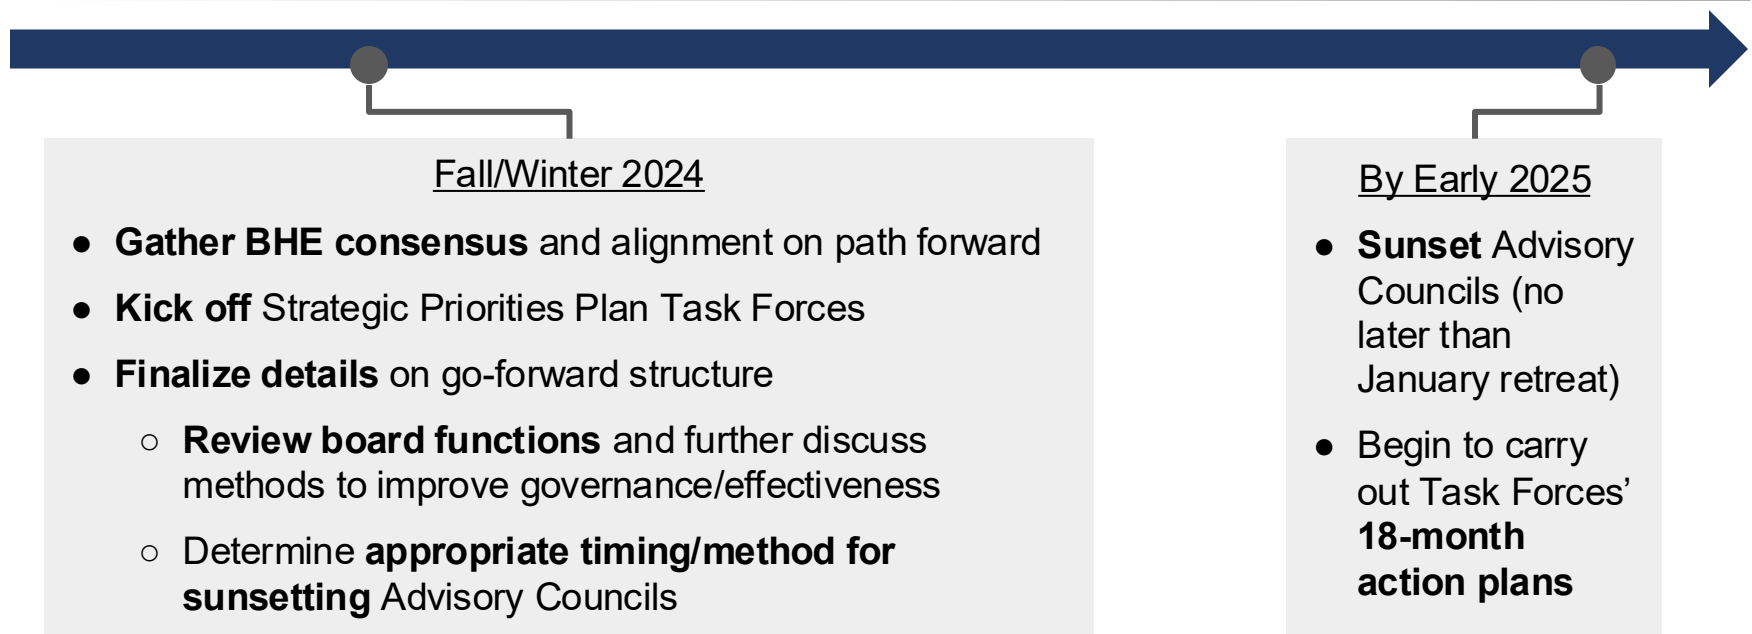 Fall/Winter 2024
● Gather BHE consensus and alignment on path forward
● Kick off Strategic Priorities Plan Task Forces
● Finalize details on go-forward structure
○ Review board functions and further discuss
methods to improve governance/effectiveness
○ Determine appropriate timing/method for
sunsetting Advisory Councils
By Early 2025
● Sunset Advisory
Councils (no
later than
January retreat)
● Begin to carry
out Task Forces’
18-month
action plans